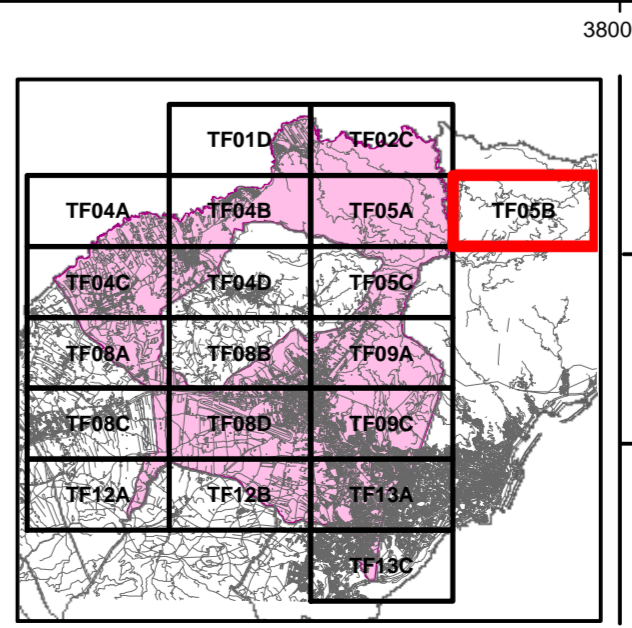 3800
TF01D TF02C
TF04A TF04B TF05A TF05B
TF04C TF04D TF05C
TF08A TF08B TF09A
TF08C TF08D TF09C
TF12A TF12B TF13A
TF13C